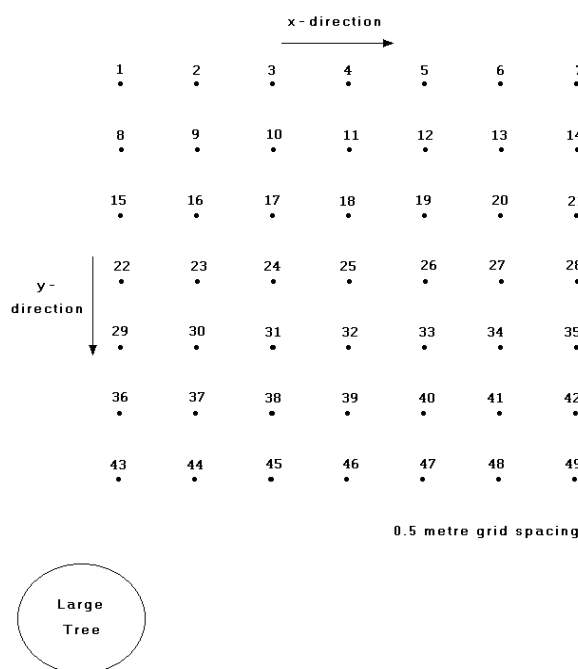 x-direction
1 2 3 4 5 6 7
8 9 10 11 12 13 14
15 16 17 18 19 20 21
22 23 24 25 26 27 28
y-
direction
29 30 31 32 33 34 35
36 37 38 39 40 41 42
43 44 45 46 47 48 49
0.5 metre grid spacing
Large
Tree